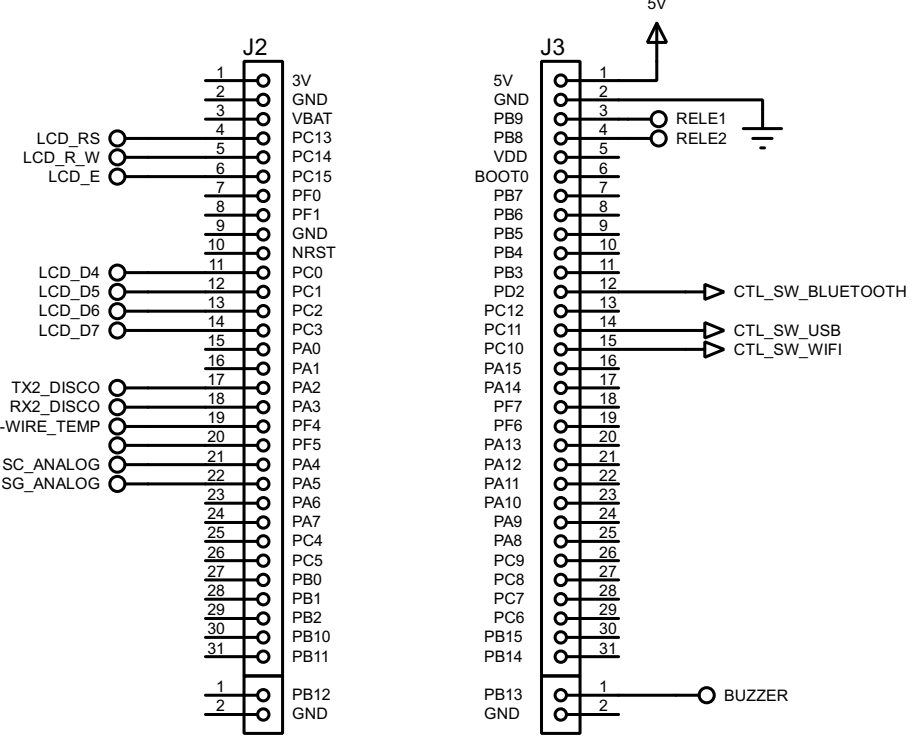 5V
J2
J3
1 3V
2 GND
3 VBAT
LCD_RS 4 PC13
LCD_R_W 5 PC14
LCD_E 6 PC15
7 PF0
8 PF1
9 GND
10 NRST
LCD_D4 11 PC0
LCD_D5 12 PC1
LCD_D6 13 PC2
LCD_D7 14 PC3
15 PA0
16 PA1
TX2_DISCO 17 PA2
RX2_DISCO 18 PA3
-WIRE_TEMP 19 PF4
20 PF5
SC_ANALOG 21 PA4
SG_ANALOG 22 PA5
23 PA6
24 PA7
25 PC4
26 PC5
27 PB0
28 PB1
29 PB2
30 PB10
31 PB11
1 PB12
2 GND
5V 1
GND 2
PB9 3 RELE1
PB8 4 RELE2
VDD 5
BOOT0 6
PB7 7
PB6 8
PB5 9
PB4 10
PB3 11
PD2 12 CTL_SW_BLUETOOTH
PC12 13
PC11 14 CTL_SW_USB
PC10 15 CTL_SW_WIFI
PA15 16
PA14 17
PF7 18
PF6 19
PA13 20
PA12 21
PA11 22
PA10 23
PA9 24
PA8 25
PC9 26
PC8 27
PC7 28
PC6 29
PB15 30
PB14 31
PB13 1 BUZZER
GND 2